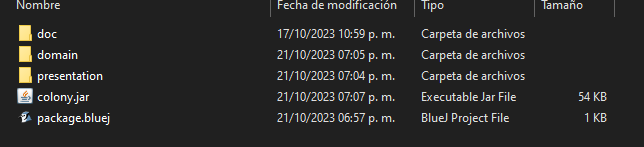 Nombre Fecha de modificación Tipo Tamaño
doc 17/10/2023 10:59 p. m. Carpeta de archivos
domain 21/10/2023 07:05 p. m. Carpeta de archivos
presentation 21/10/2023 07:04 p. m. Carpeta de archivos
colony.jar 21/10/2023 07:07 p. m. Executable Jar File 54 KB
package.bluej 21/10/2023 06:57 p. m. BlueJ Project File 1 KB